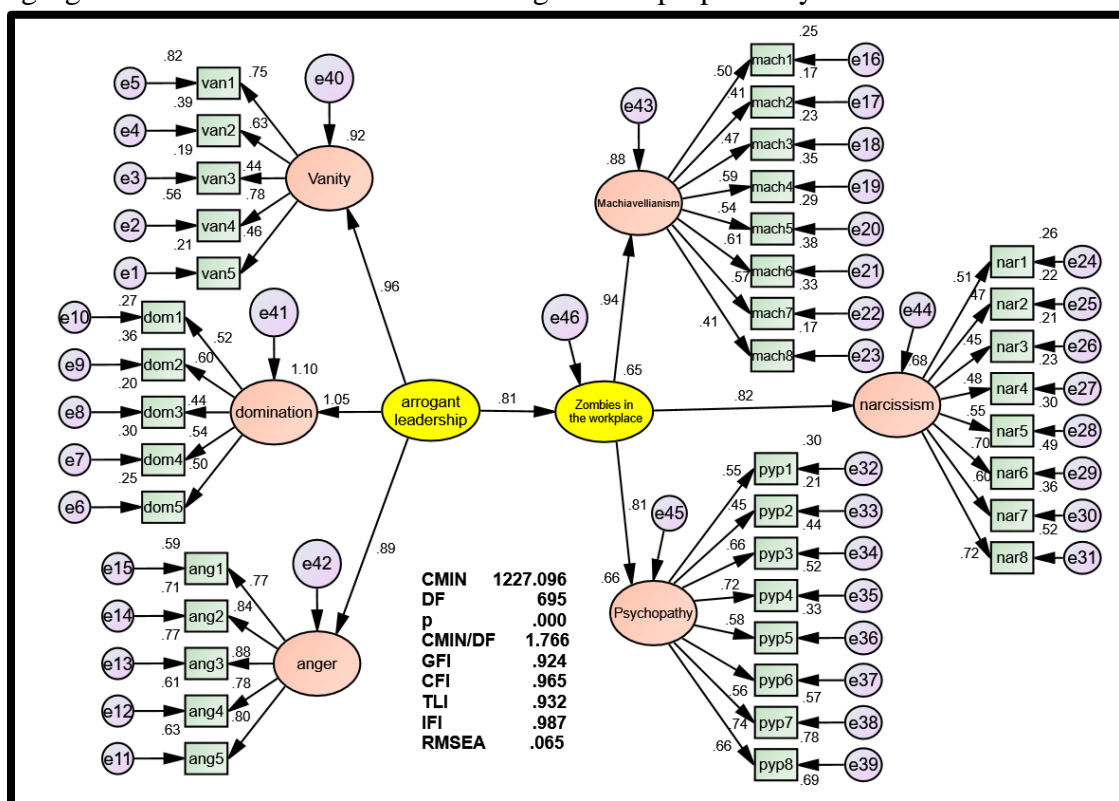 e5
.82
van1
.75
e40
.39
e4
van2
.63
.92
.19
e3
van3
.44
Vanity
.56
.78
e2
van4
.46
.21
e1
van5
.96
.27
e10
dom1
.52
e41
.36
e9
dom2
.60
1.10
.20
e8
dom3
.44
domination
1.05
.30
e7
dom4
.54
.50
.25
e6
dom5
arrogant
leadership
.81
.89
.59
e15
ang1
.77
e42
.71
e14
ang2
.84
.77
e13
ang3
.88
anger
.61
e12
ang4
.78
.80
.63
e11
ang5
e46
.65
Zombies in
the workplace
.94
.82
.81
e43
.88
Machiavellianism
.25
.50
mach1
.17
e16
.41
mach2
.23
e17
.47
mach3
.35
e18
.59
mach4
.29
e19
.54
mach5
.38
e20
.61
mach6
.33
e21
.57
mach7
.17
e22
.41
mach8
e23
e44
.68
narcissism
.26
.51
nar1
.22
e24
.47
nar2
.21
e25
.45
nar3
.23
e26
.48
nar4
.30
e27
.55
nar5
.49
e28
.70
nar6
.36
e29
.60
nar7
.52
e30
.72
nar8
e31
e45
.66
Psychopathy
.30
.55
pyp1
.21
e32
.45
pyp2
.44
e33
.66
pyp3
.52
e34
.72
pyp4
.33
e35
.58
pyp5
e36
pyp6
.57
e37
.56
.74
pyp7
.78
e38
.66
pyp8
.69
e39
CMIN 1227.096
DF 695
p .000
CMIN/DF 1.766
GFI .924
CFI .965
TLI .932
IFI .987
RMSEA .065